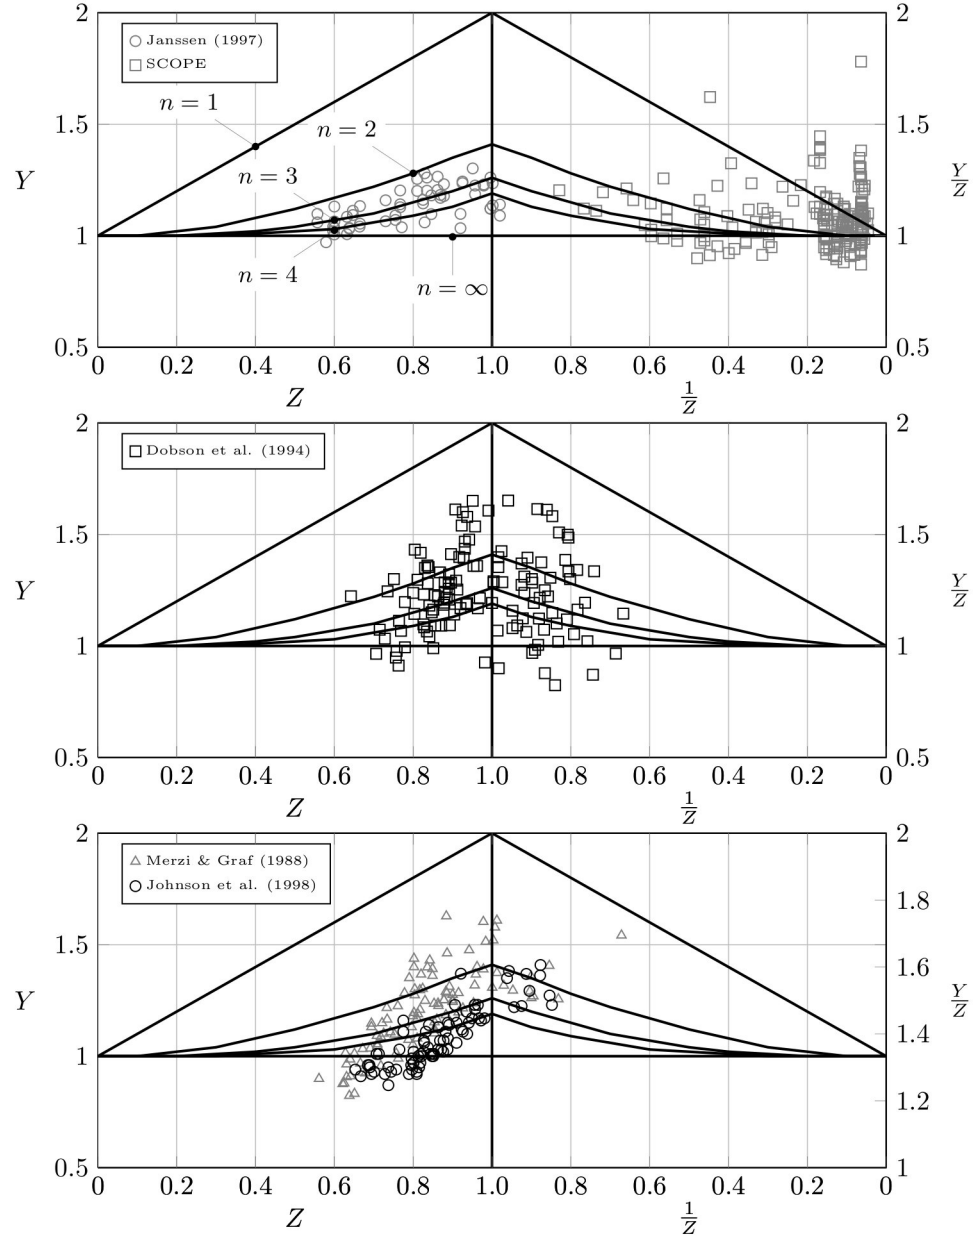 2
2
Janssen (1997)
SCOPE
n = 1
1.5
n = 2
1.5
Y
n = 3
Y/Z
1
1
n = 4
n = ∞
0.5
0.5
0 0.2 0.4 0.6 0.8 1.0 0.8 0.6 0.4 0.2 0
Z 1/Z
2
2
Dobson et al. (1994)
1.5
1.5
Y
Y/Z
1
1
0.5
0.5
0 0.2 0.4 0.6 0.8 1.0 0.8 0.6 0.4 0.2 0
Z 1/Z
2
2
Merzi & Graf (1988)
Johnson et al. (1998)
1.8
1.5
1.6
Y
Y/Z
1.4
1
1.2
0.5
1
0 0.2 0.4 0.6 0.8 1.0 0.8 0.6 0.4 0.2 0
Z 1/Z